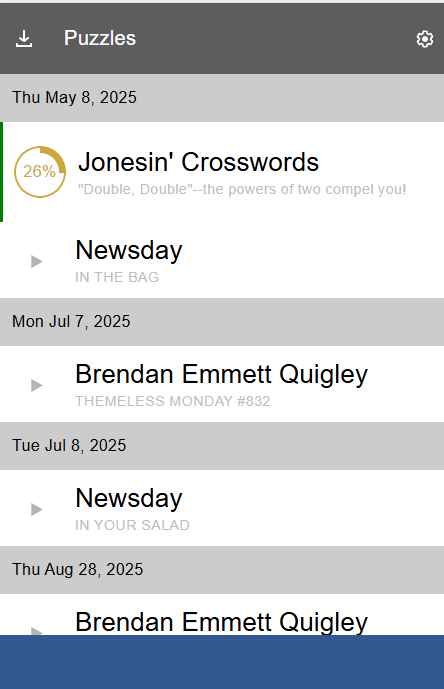 Puzzles
Thu May 8, 2025
26%
Jonesin' Crosswords
"Double, Double"--the powers of two compel you!
Newsday
IN THE BAG
Mon Jul 7, 2025
Brendan Emmett Quigley
THEMELESS MONDAY #832
Tue Jul 8, 2025
Newsday
IN YOUR SALAD
Thu Aug 28, 2025
Brendan Emmett Quigley